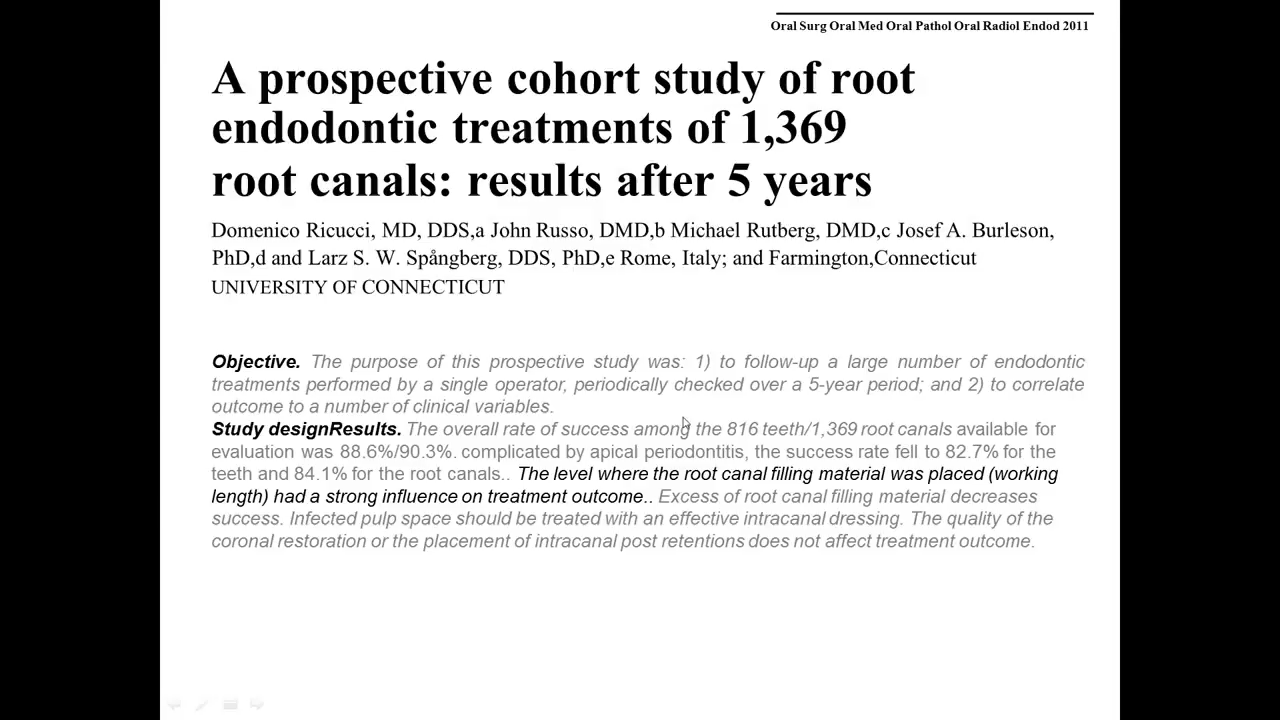 Oral Surg Oral Med Oral Pathol Oral Radiol Endod 2011
A prospective cohort study of root
endodontic treatments of 1,369
root canals: results after 5 years
Domenico Ricucci, MD, DDS,a John Russo, DMD,b Michael Rutberg, DMD,c Josef A. Burleson,
PhD,d and Larz S. W. Spångberg, DDS, PhD,e Rome, Italy; and Farmington,Connecticut
UNIVERSITY OF CONNECTICUT
Objective. The purpose of this prospective study was: 1) to follow-up a large number of endodontic
treatments performed by a single operator, periodically checked over a 5-year period; and 2) to correlate
outcome to a number of clinical variables.
Study designResults. The overall rate of success among the 816 teeth/1,369 root canals available for
evaluation was 88.6%/90.3%. complicated by apical periodontitis, the success rate fell to 82.7% for the
teeth and 84.1% for the root canals.. The level where the root canal filling material was placed (working
length) had a strong influence on treatment outcome.. Excess of root canal filling material decreases
success. Infected pulp space should be treated with an effective intracanal dressing. The quality of the
coronal restoration or the placement of intracanal post retentions does not affect treatment outcome.